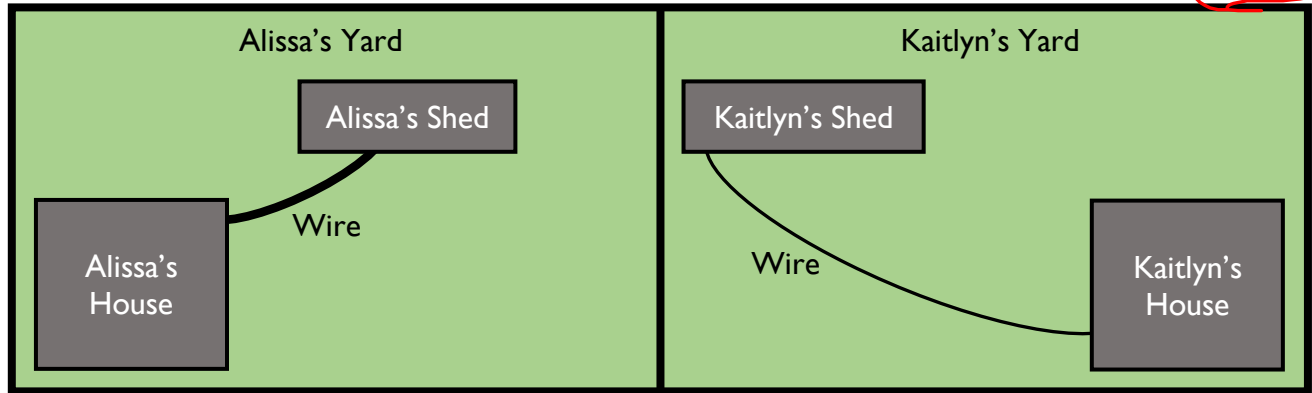 Alissa's Yard
Kaitlyn's Yard
Alissa's Shed
Kaitlyn's Shed
Wire
Wire
Alissa's
House
Kaitlyn's
House